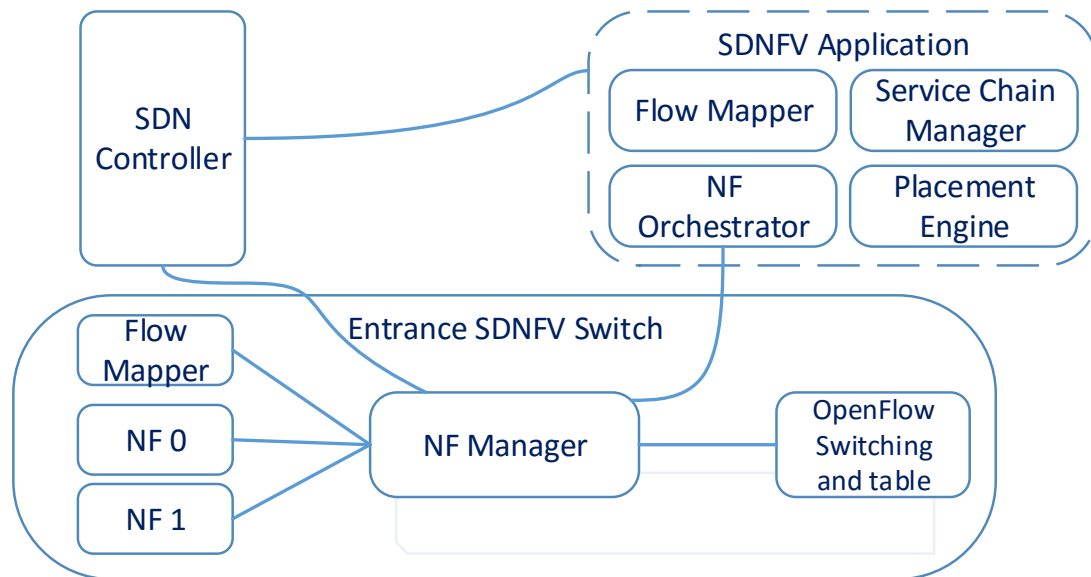 SDN
Controller
SDNFV Application
Flow Mapper
Service Chain
Manager
NF
Orchestrator
Placement
Engine
Entrance SDNFV Switch
Flow
Mapper
NF 0
NF 1
NF Manager
OpenFlow
Switching
and table